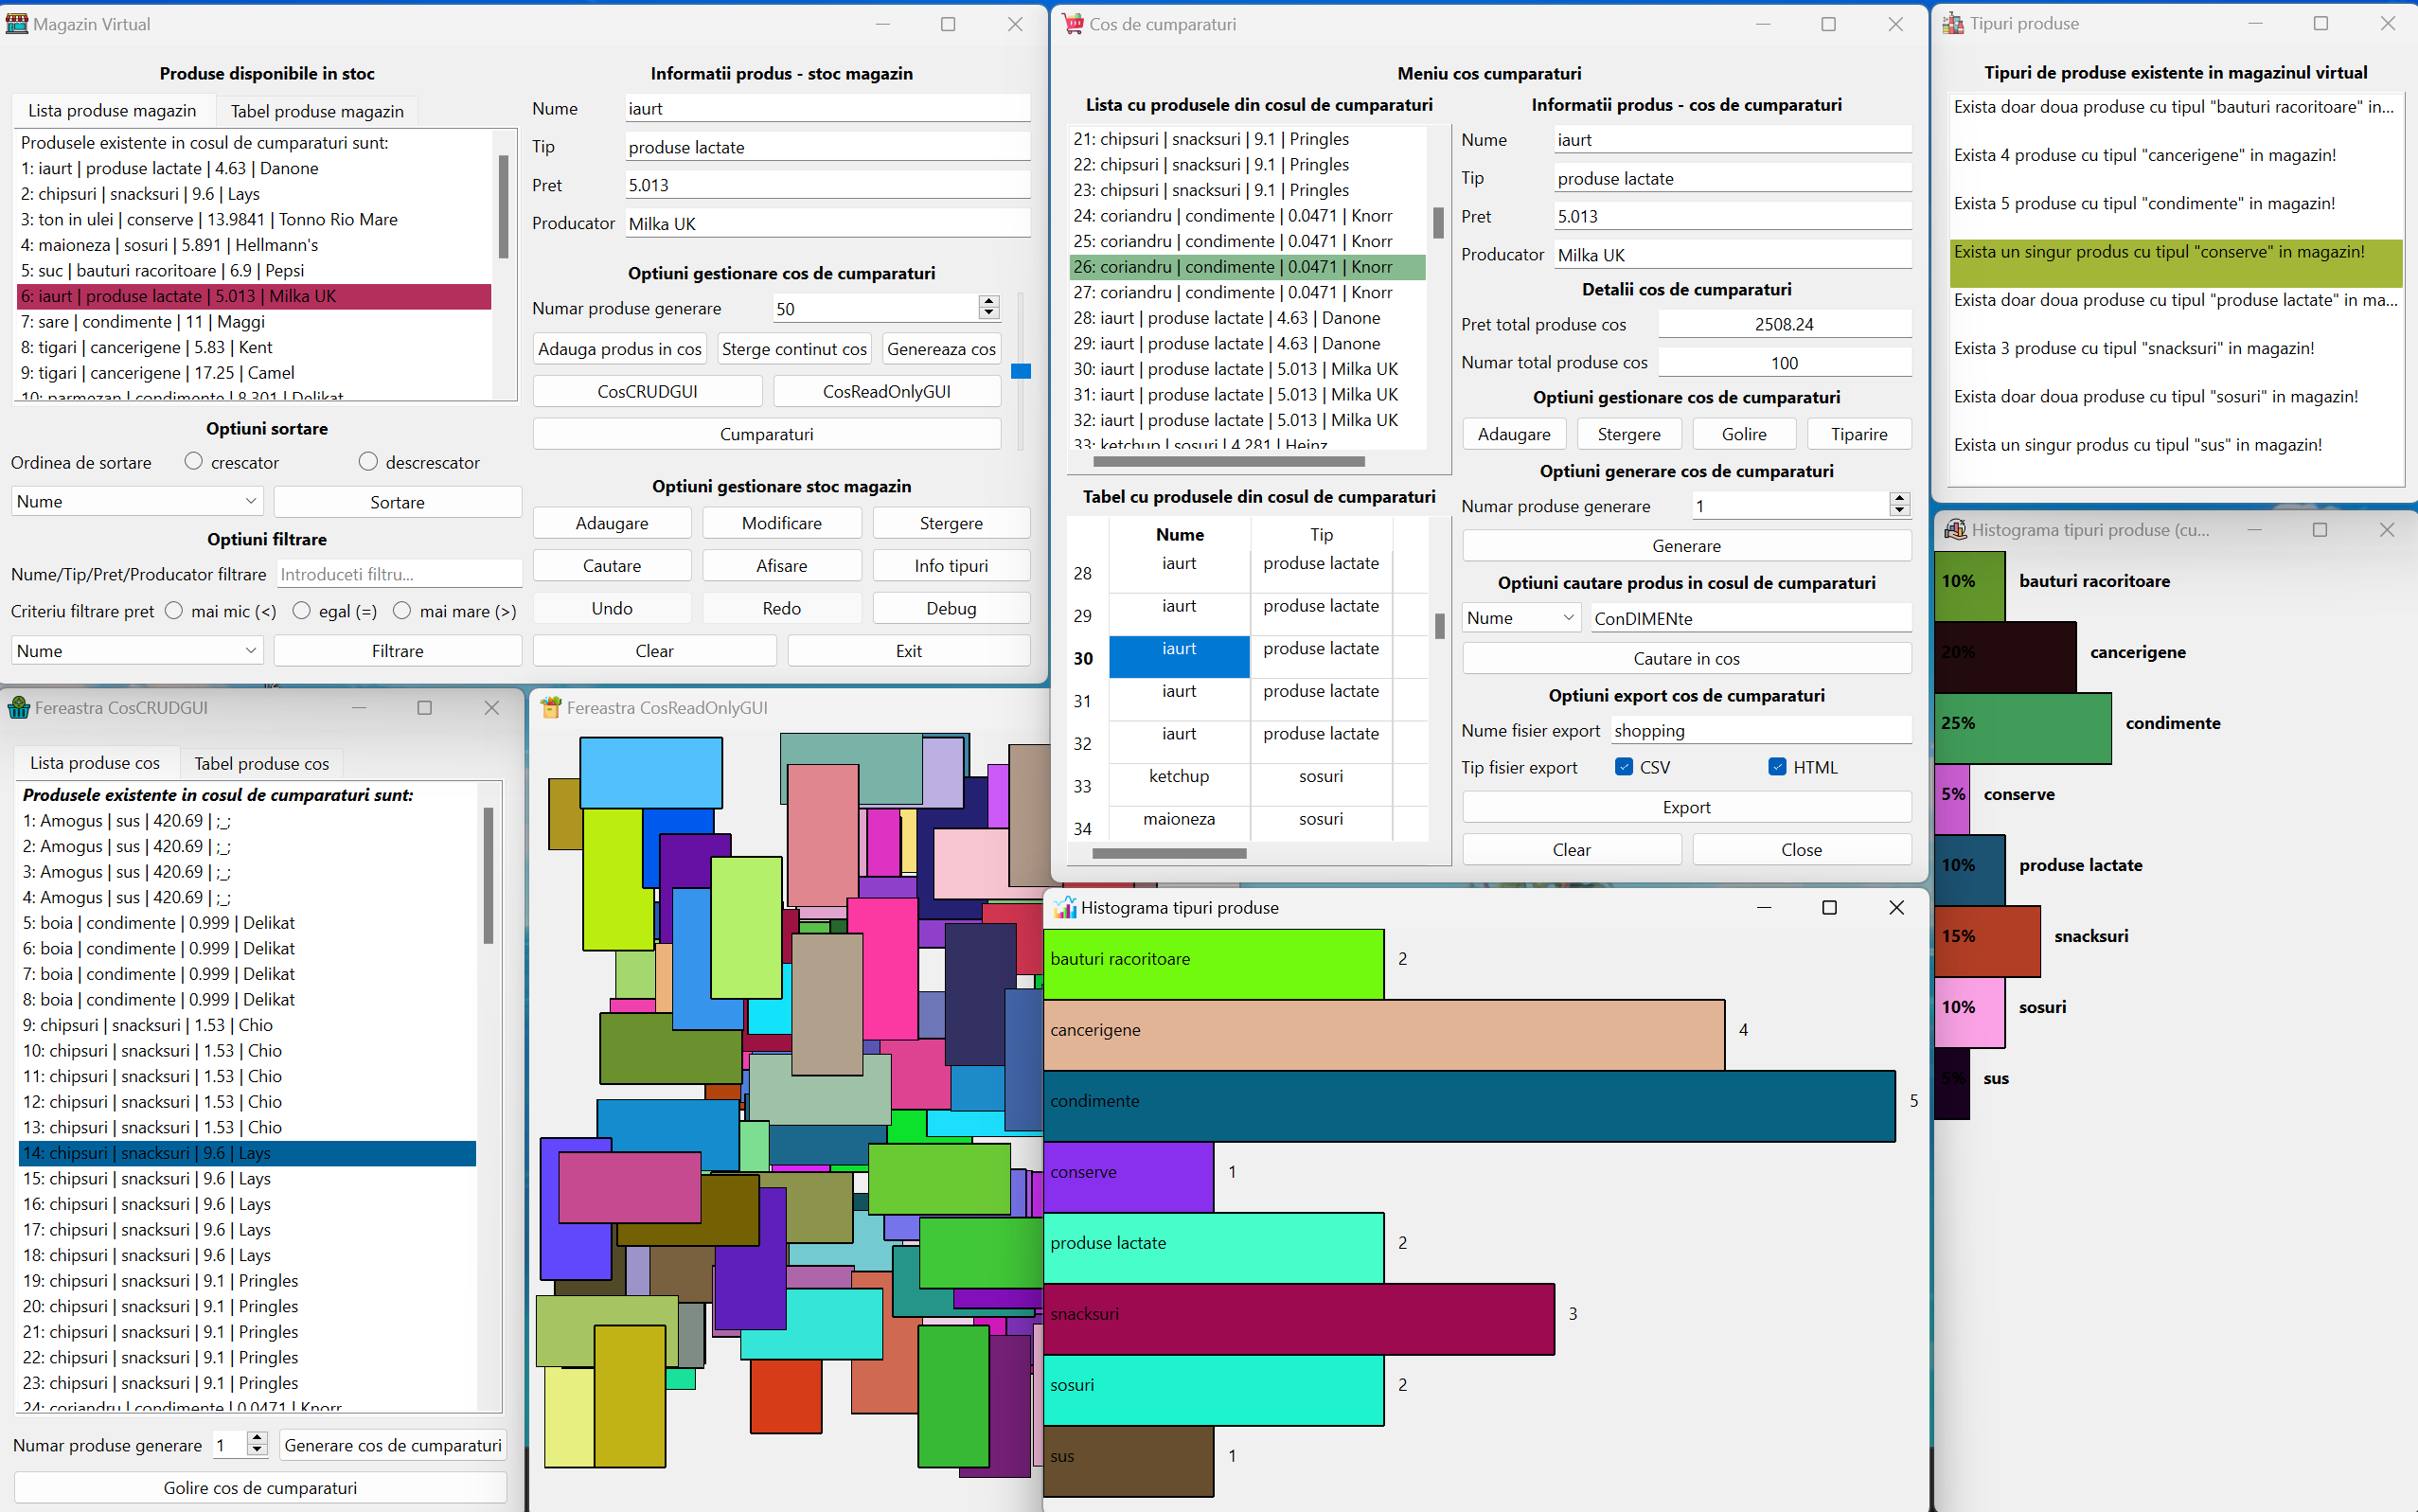 Magazin Virtual
Produse disponibile in stoc
Lista produse magazin
Tabel produse magazin
Produsele existente in cosul de cumparaturi sunt:
1: iaurt | produse lactate | 4.63 | Danone
2: chipsuri | snacksuri | 9.6 | Lays
3: ton in ulei | conserve | 13.9841 | Tonno Rio Mare
4: maioneza | sosuri | 5.891 | Hellmann's
5: suc | bauturi racoritoare | 6.9 | Pepsi
6: iaurt | produse lactate | 5.013 | Milka UK
7: sare | condimente | 11 | Maggi
8: tigari | cancerigene | 5.83 | Kent
9: tigari | cancerigene | 17.25 | Camel
10: parmezan | condimente | 8.301 | Delikat
Optiuni sortare
Ordinea de sortare
crescator
descrescator
Nume
Sortare
Optiuni filtrare
Nume/Tip/Pret/Producator filtrare
Introduceti filtru...
Criteriu filtrare pret
mai mic (<)
egal (=)
mai mare (>)
Nume
Filtrare
Informatii produs - stoc magazin
Nume
iaurt
Tip
produse lactate
Pret
5.013
Producator
Milka UK
Optiuni gestionare cos de cumparaturi
Numar produse generare
50
Adauga produs in cos
Sterge continut cos
Genereaza cos
CosCRUDGUI
CosReadOnlyGUI
Cumparaturi
Optiuni gestionare stoc magazin
Adaugare
Modificare
Stergere
Cautare
Afisare
Info tipuri
Undo
Redo
Debug
Clear
Exit
Cos de cumparaturi
Meniu cos cumparaturi
Lista cu produsele din cosul de cumparaturi
21: chipsuri | snacksuri | 9.1 | Pringles
22: chipsuri | snacksuri | 9.1 | Pringles
23: chipsuri | snacksuri | 9.1 | Pringles
24: coriandru | condimente | 0.0471 | Knorr
25: coriandru | condimente | 0.0471 | Knorr
26: coriandru | condimente | 0.0471 | Knorr
27: coriandru | condimente | 0.0471 | Knorr
28: iaurt | produse lactate | 4.63 | Danone
29: iaurt | produse lactate | 4.63 | Danone
30: iaurt | produse lactate | 5.013 | Milka UK
31: iaurt | produse lactate | 5.013 | Milka UK
32: iaurt | produse lactate | 5.013 | Milka UK
33: ketchup | sosuri | 4.281 | Heinz
Tabel cu produsele din cosul de cumparaturi
Nume Tip
28 iaurt produse lactate
29 iaurt produse lactate
30 iaurt produse lactate
31 iaurt produse lactate
32 iaurt produse lactate
33 ketchup sosuri
34 maioneza sosuri
Informatii produs - cos de cumparaturi
Nume
iaurt
Tip
produse lactate
Pret
5.013
Producator
Milka UK
Detalii cos de cumparaturi
Pret total produse cos
2508.24
Numar total produse cos
100
Optiuni gestionare cos de cumparaturi
Adaugare
Stergere
Golire
Tiparire
Optiuni generare cos de cumparaturi
Numar produse generare
1
Generare
Optiuni cautare produs in cosul de cumparaturi
Nume
ConDIMENte
Cautare in cos
Optiuni export cos de cumparaturi
Nume fisier export
shopping
Tip fisier export
CSV
HTML
Export
Clear
Close
Tipuri produse
Tipuri de produse existente in magazinul virtual
Exista doar doua produse cu tipul "bauturi racoritoare" in...
Exista 4 produse cu tipul "cancerigene" in magazin!
Exista 5 produse cu tipul "condimente" in magazin!
Exista un singur produs cu tipul "conserve" in magazin!
Exista doar doua produse cu tipul "produse lactate" in ma...
Exista 3 produse cu tipul "snacksuri" in magazin!
Exista doar doua produse cu tipul "sosuri" in magazin!
Exista un singur produs cu tipul "sus" in magazin!
Histograma tipuri produse (cu...
10% bauturi racoritoare
20% cancerigene
25% condimente
5% conserve
10% produse lactate
15% snacksuri
10% sosuri
5% sus
Fereastra CosCRUDGUI
Lista produse cos
Tabel produse cos
Produsele existente in cosul de cumparaturi sunt:
1: Amogus | sus | 420.69 | ;_;
2: Amogus | sus | 420.69 | ;_;
3: Amogus | sus | 420.69 | ;_;
4: Amogus | sus | 420.69 | ;_;
5: boia | condimente | 0.999 | Delikat
6: boia | condimente | 0.999 | Delikat
7: boia | condimente | 0.999 | Delikat
8: boia | condimente | 0.999 | Delikat
9: chipsuri | snacksuri | 1.53 | Chio
10: chipsuri | snacksuri | 1.53 | Chio
11: chipsuri | snacksuri | 1.53 | Chio
12: chipsuri | snacksuri | 1.53 | Chio
13: chipsuri | snacksuri | 1.53 | Chio
14: chipsuri | snacksuri | 9.6 | Lays
15: chipsuri | snacksuri | 9.6 | Lays
16: chipsuri | snacksuri | 9.6 | Lays
17: chipsuri | snacksuri | 9.6 | Lays
18: chipsuri | snacksuri | 9.6 | Lays
19: chipsuri | snacksuri | 9.1 | Pringles
20: chipsuri | snacksuri | 9.1 | Pringles
21: chipsuri | snacksuri | 9.1 | Pringles
22: chipsuri | snacksuri | 9.1 | Pringles
23: chipsuri | snacksuri | 9.1 | Pringles
24: coriandru | condimente | 0.0471 | Knorr
Numar produse generare
1
Generare cos de cumparaturi
Golire cos de cumparaturi
Fereastra CosReadOnlyGUI
Histograma tipuri produse
bauturi racoritoare 2
cancerigene 4
condimente 5
conserve 1
produse lactate 2
snacksuri 3
sosuri 2
sus 1